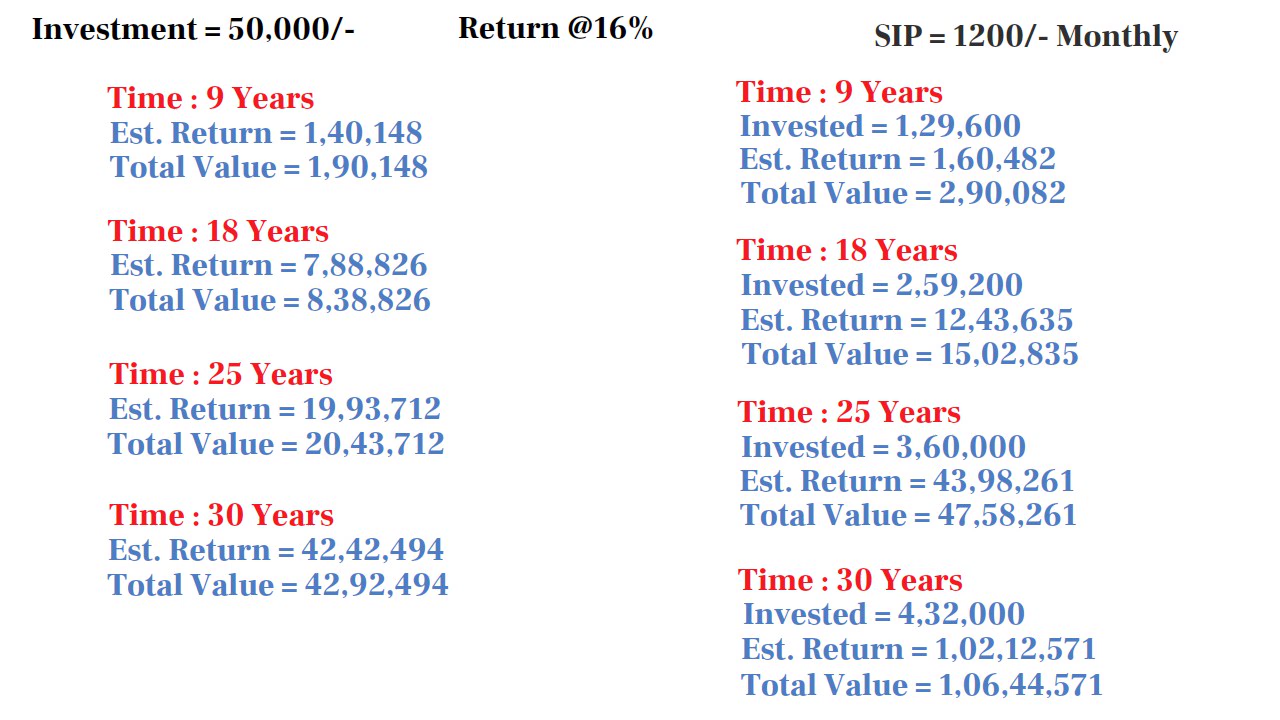 Investment = 50,000/-
Return @16%
Time : 9 Years
Est. Return = 1,40,148
Total Value = 1,90,148
Time : 18 Years
Est. Return = 7,88,826
Total Value = 8,38,826
Time : 25 Years
Est. Return = 19,93,712
Total Value = 20,43,712
Time : 30 Years
Est. Return = 42,42,494
Total Value = 42,92,494
SIP = 1200/- Monthly
Time : 9 Years
Invested = 1,29,600
Est. Return = 1,60,482
Total Value = 2,90,082
Time : 18 Years
Invested = 2,59,200
Est. Return = 12,43,635
Total Value = 15,02,835
Time : 25 Years
Invested = 3,60,000
Est. Return = 43,98,261
Total Value = 47,58,261
Time : 30 Years
Invested = 4,32,000
Est. Return = 1,02,12,571
Total Value = 1,06,44,571